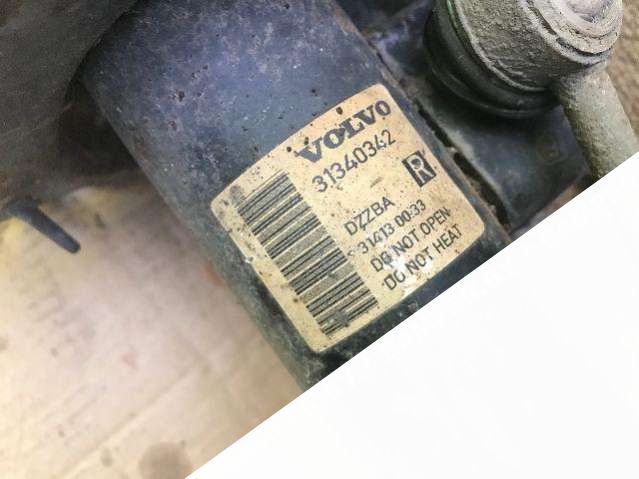 VOLVO
31340342
R
DZZBA
31413 00:33
DO NOT OPEN
DO NOT HEAT